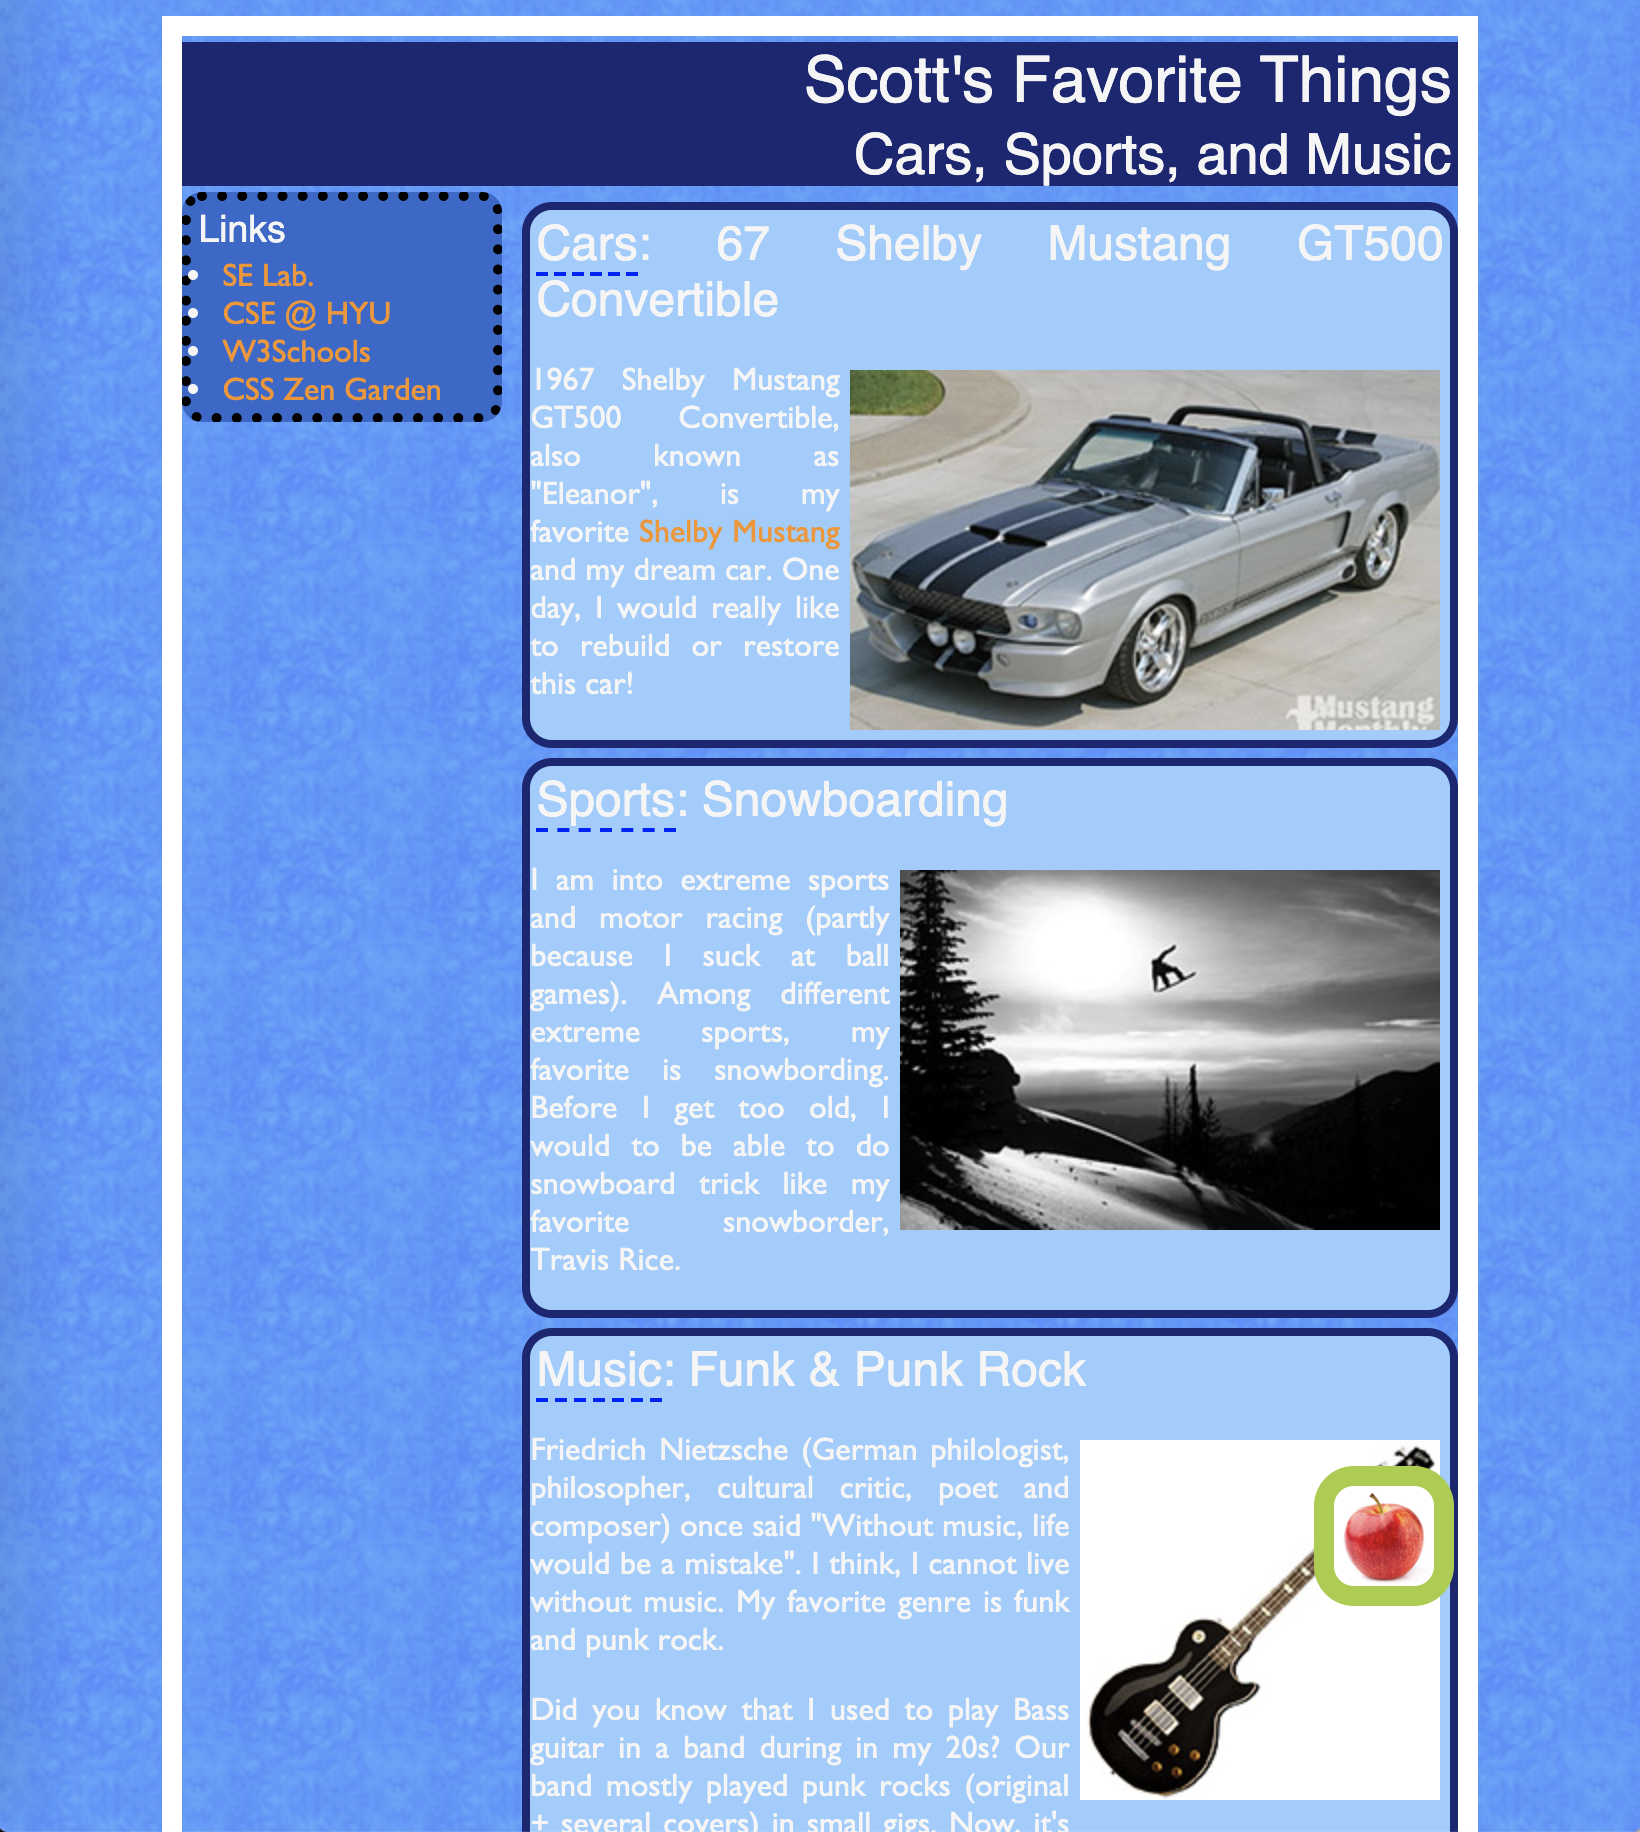 Scott's Favorite Things
Cars, Sports, and Music
Links
SE Lab.
CSE @ HYU
W3Schools
CSS Zen Garden
Cars: 67 Shelby Mustang GT500
Convertible
1967 Shelby Mustang
GT500 Convertible,
also known as
"Eleanor", is my
favorite Shelby Mustang
and my dream car. One
day, I would really like
to rebuild or restore
this car!
Mustang
Monthly
Sports: Snowboarding
I am into extreme sports
and motor racing (partly
because I suck at ball
games). Among different
extreme sports, my
favorite is snowbording.
Before I get too old, I
would to be able to do
snowboard trick like my
favorite snowborder,
Travis Rice.
Music: Funk & Punk Rock
Friedrich Nietzsche (German philologist,
philosopher, cultural critic, poet and
composer) once said "Without music, life
would be a mistake". I think, I cannot live
without music. My favorite genre is funk
and punk rock.
Did you know that I used to play Bass
guitar in a band during in my 20s? Our
band mostly played punk rocks (original
+ several covers) in small gigs. Now, it's